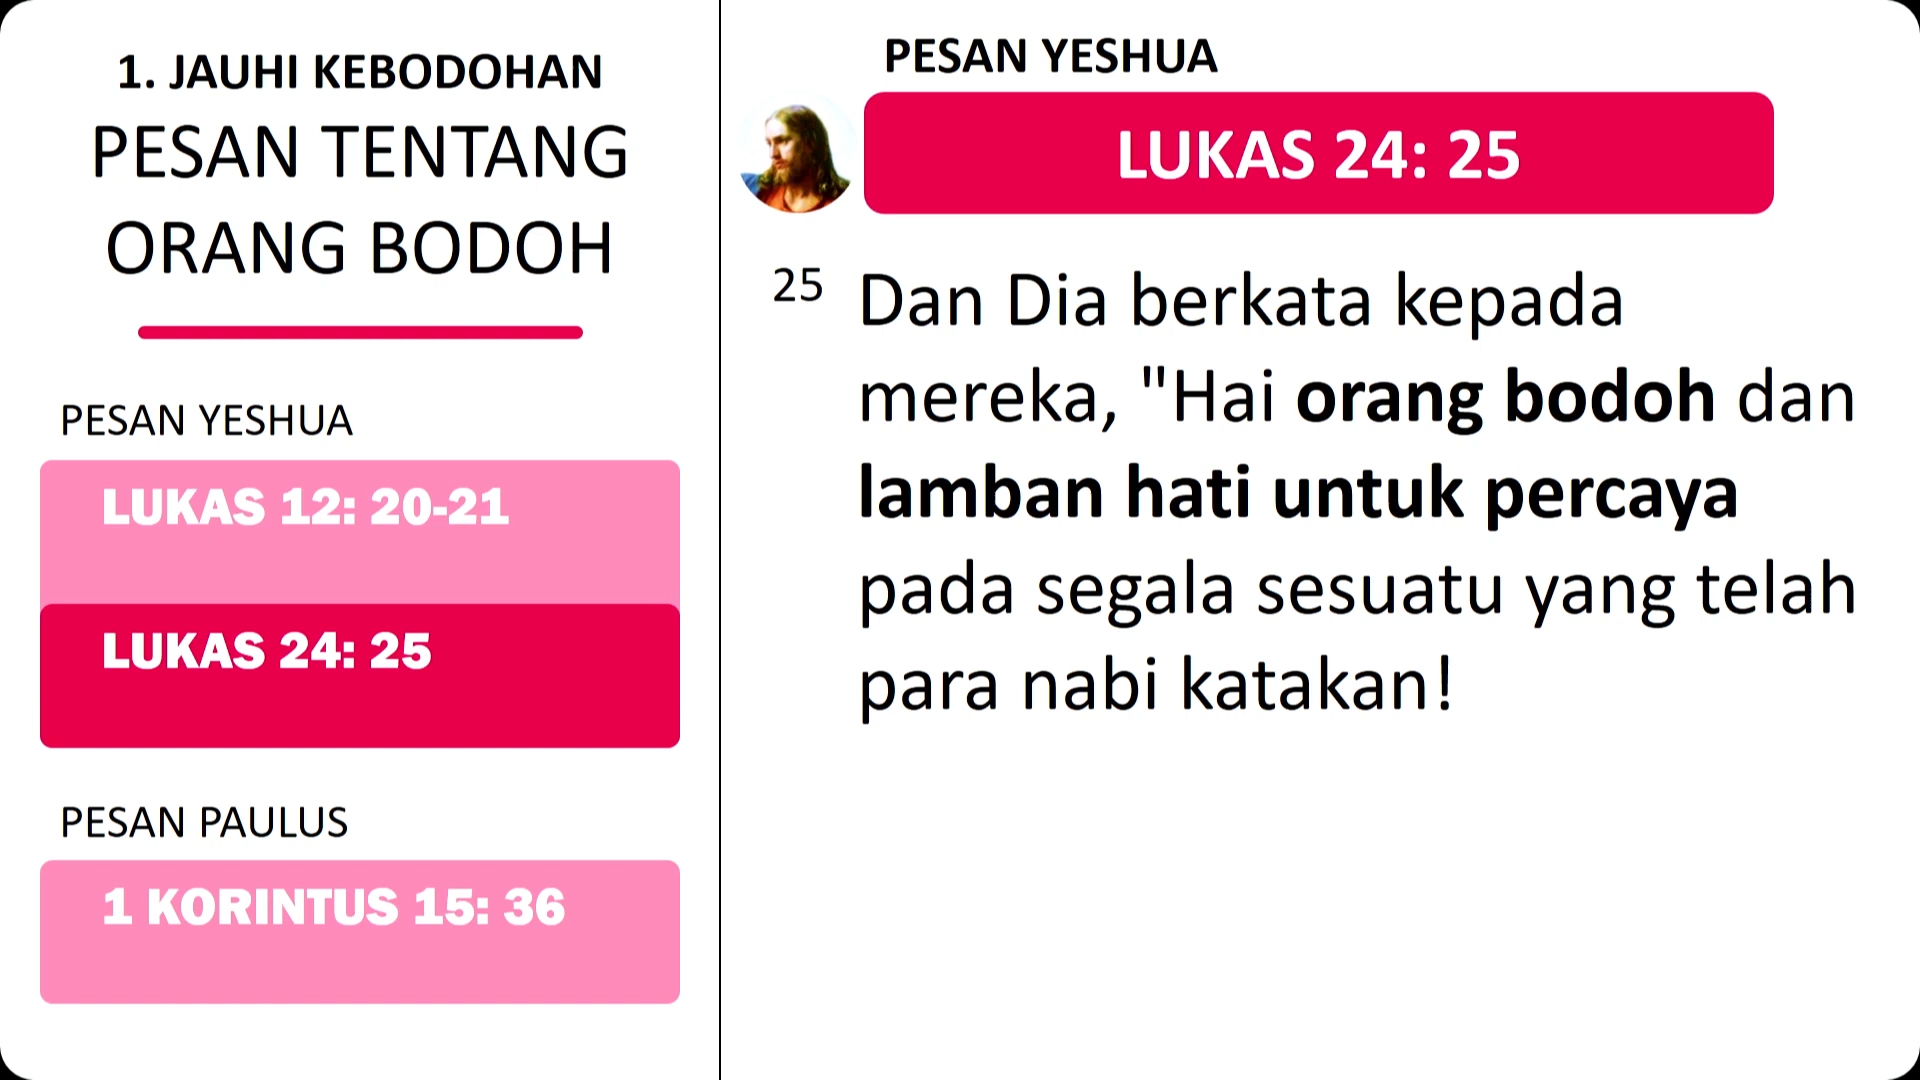 1. JAUHI KEBODOHAN
PESAN TENTANG
ORANG BODOH
PESAN YESHUA
LUKAS 12: 20-21
LUKAS 24: 25
PESAN PAULUS
1 KORINTUS 15: 36
PESAN YESHUA
LUKAS 24: 25
25 Dan Dia berkata kepada
mereka, "Hai orang bodoh dan
lamban hati untuk percaya
pada segala sesuatu yang telah
para nabi katakan!